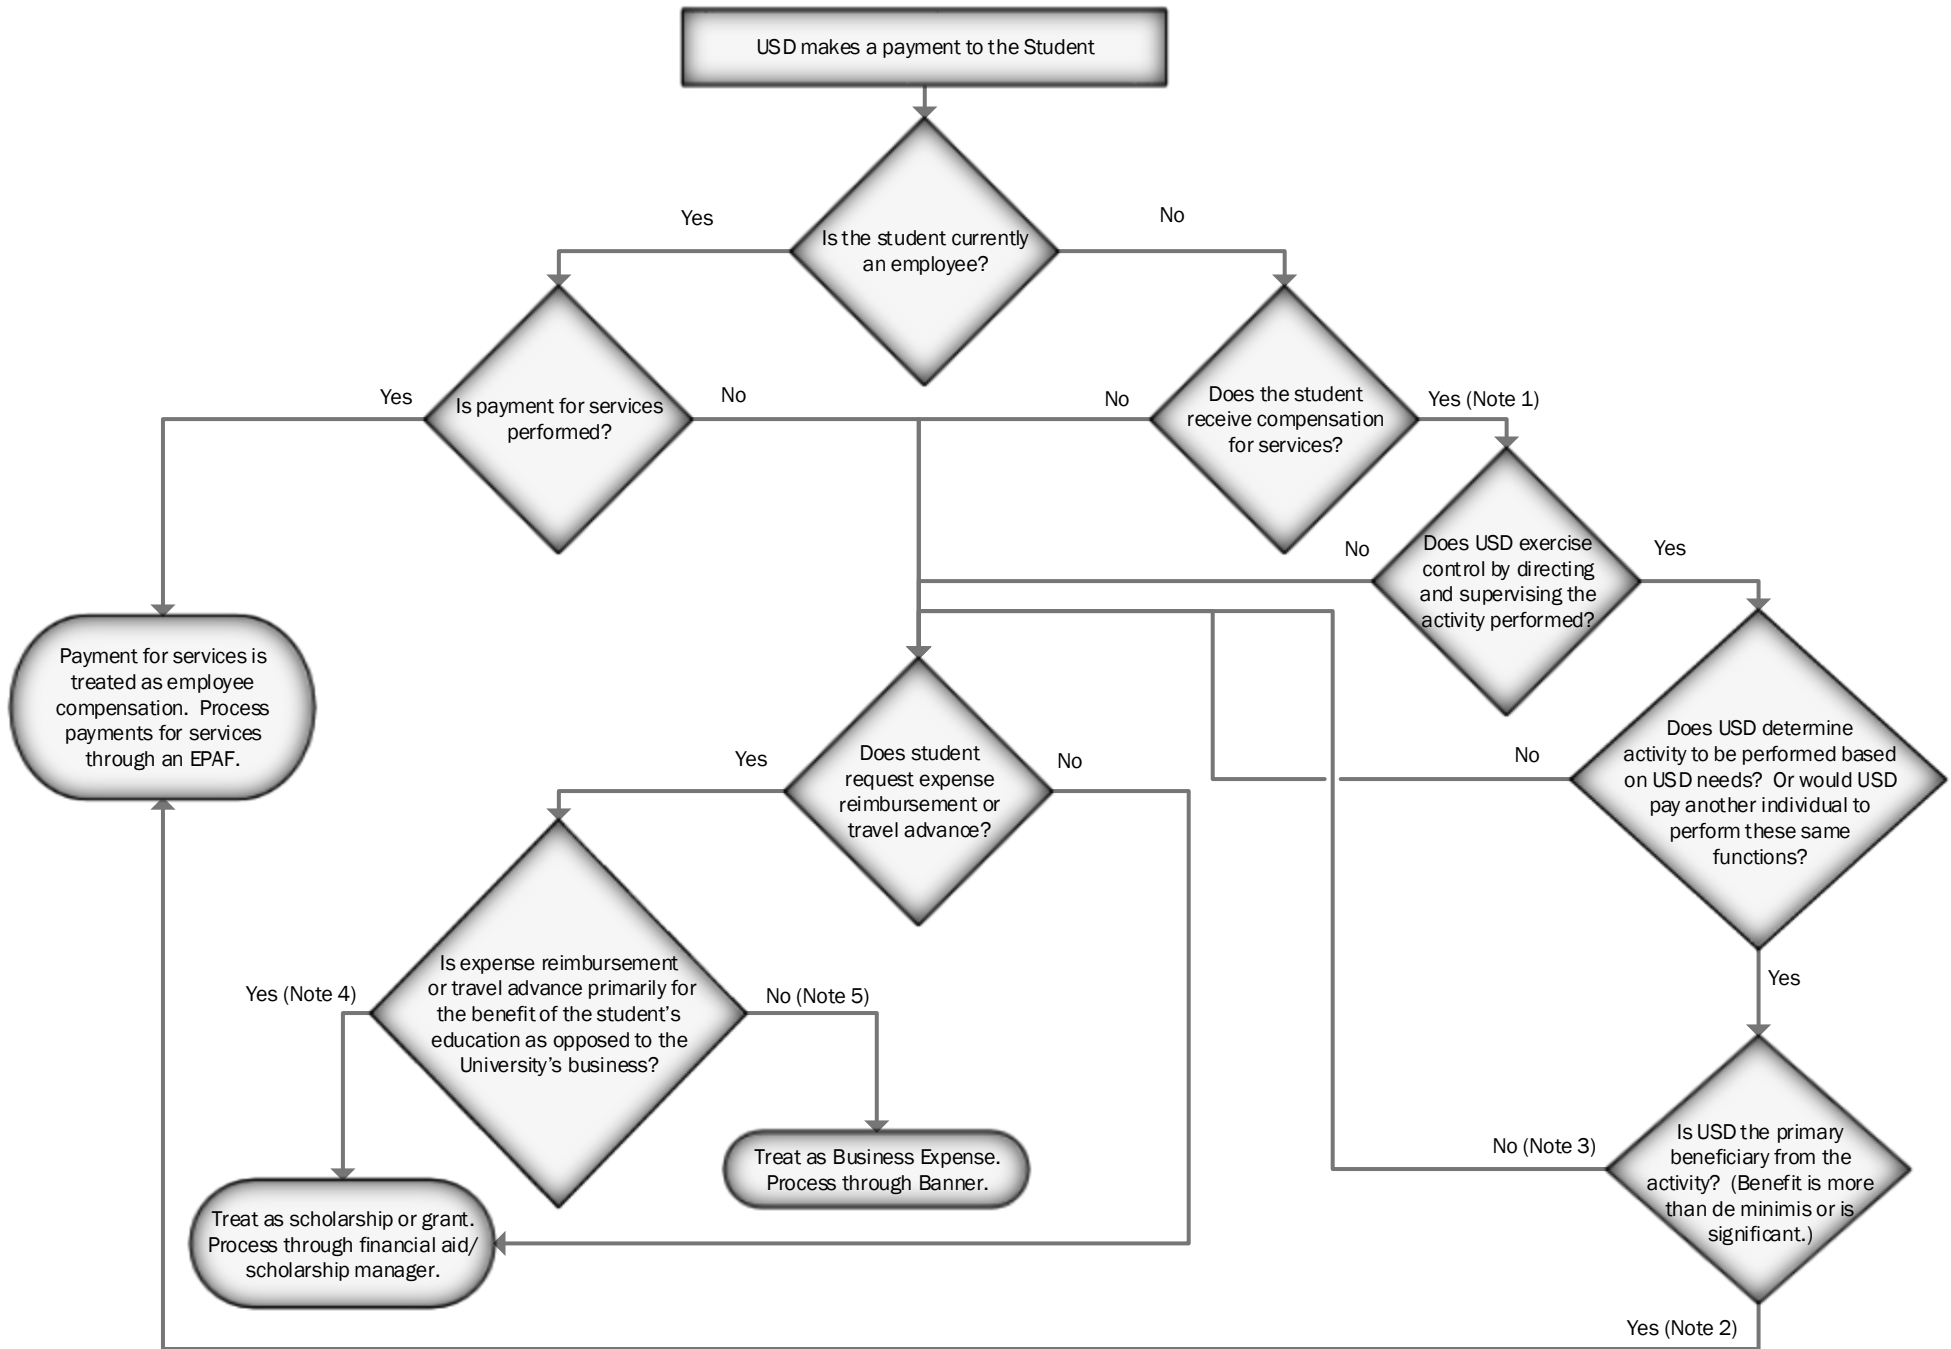 USD makes a payment to the Student
Yes
No
Is the student currently
an employee?
Yes
Is payment for services
performed?
No
No
Does the student
receive compensation
for services?
Yes (Note 1)
No
Does USD exercise
control by directing
and supervising the
activity performed?
Yes
Payment for services is
treated as employee
compensation.  Process
payments for services
through an EPAF.
Yes
Does student
request expense
reimbursement or
travel advance?
No
No
Does USD determine
activity to be performed based
on USD needs?  Or would USD
pay another individual to
perform these same
functions?
Yes
Yes (Note 4)
Is expense reimbursement
or travel advance primarily for
the benefit of the student’s
education as opposed to the
University’s business?
No (Note 5)
Treat as Business Expense.
Process through Banner.
No (Note 3)
Is USD the primary
beneficiary from the
activity?  (Benefit is more
than de minimis or is
significant.)
Treat as scholarship or grant.
Process through financial aid/
scholarship manager.
Yes (Note 2)